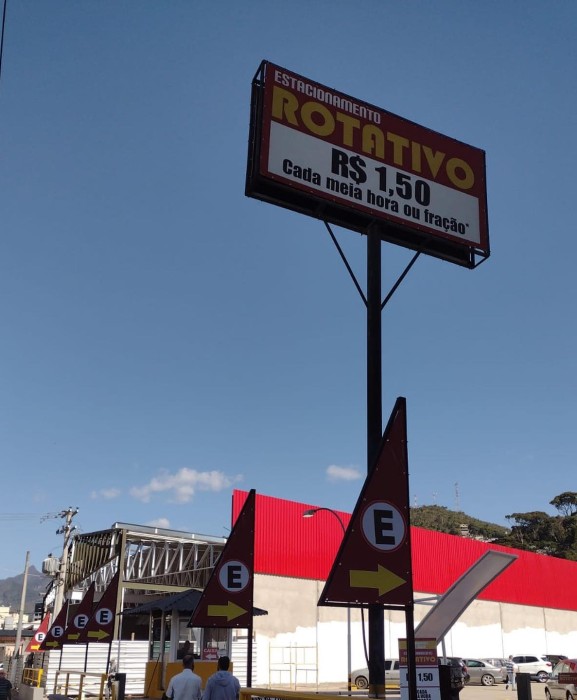 ESTACIONAMENTO
ROTATIVO
R$ 1,50
Cada meia hora ou fração*
E
E
E
E
E
1,50